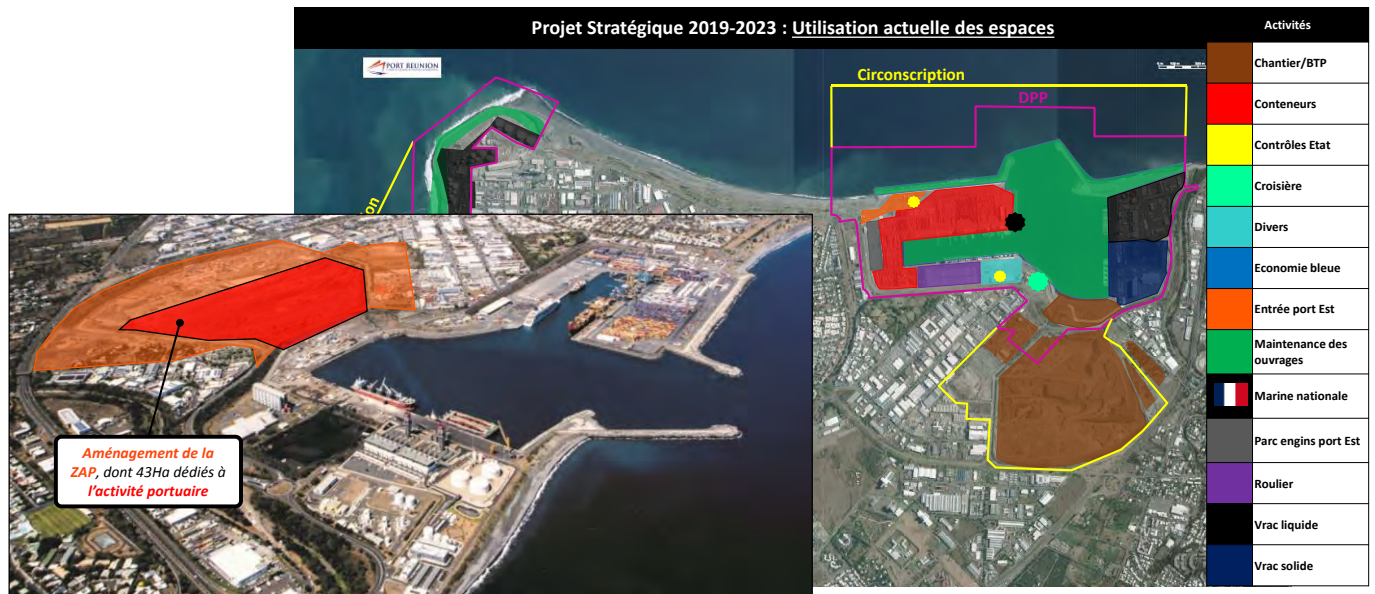 Projet Stratégique 2019-2023 : Utilisation actuelle des espaces
PORT REUNION
Circonscription
DPP
ion
Aménagement de la
ZAP, dont 43Ha dédiés à
l'activité portuaire
Activités
Chantier/BTP
Conteneurs
Contrôles Etat
Croisière
Divers
Economie bleue
Entrée port Est
Maintenance des
ouvrages
Marine nationale
Parc engins port Est
Roulier
Vrac liquide
Vrac solide